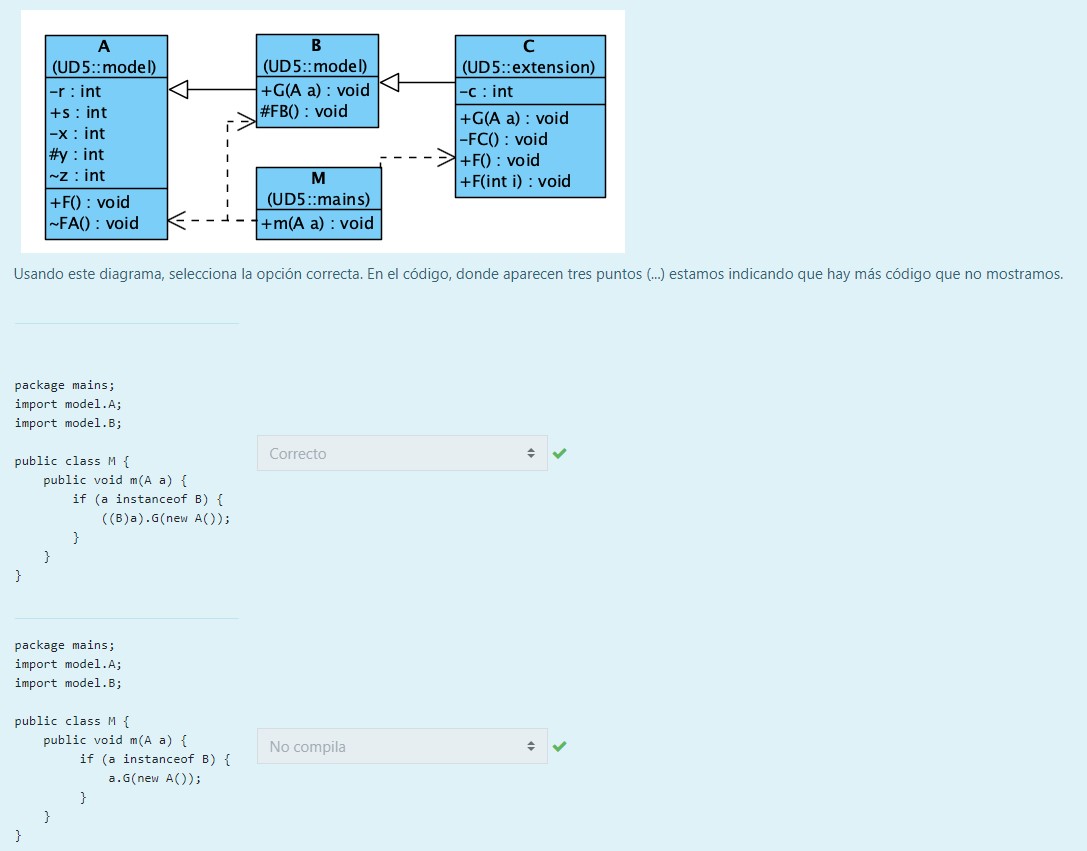 A
(UD5::model)
−r : int
+s : int
−x : int
#y : int
~z : int
+F() : void
~FA() : void
B
(UD5::model)
+G(A a) : void
#FB() : void
M
(UD5::mains)
+m(A a) : void
C
(UD5::extension)
−c : int
+G(A a) : void
−FC() : void
+F() : void
+F(int i) : void
Usando este diagrama, selecciona la opción correcta. En el código, donde aparecen tres puntos (...) estamos indicando que hay más código que no mostramos.
package mains;
import model.A;
import model.B;
public class M {
public void m(A a) {
if (a instanceof B) {
((B)a).G(new A());
}
}
}
Correcto
package mains;
import model.A;
import model.B;
public class M {
public void m(A a) {
if (a instanceof B) {
a.G(new A());
}
}
}
No compila